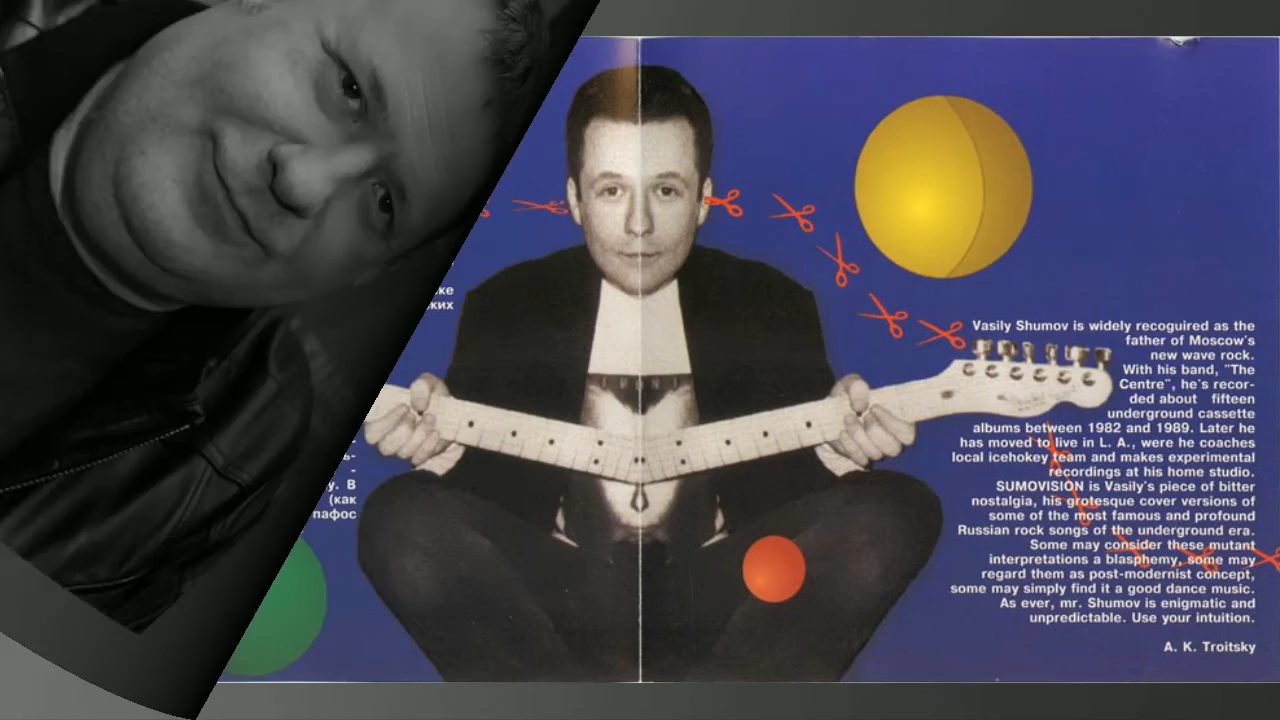 ке
ких
ь-
-
у. В
(как
пафос
Vasily Shumov is widely recoguired as the
father of Moscow's
new wave rock.
With his band, "The
Centre", he's recor-
ded about fifteen
underground cassette
albums between 1982 and 1989. Later he
has moved to live in L. A., were he coaches
local icehokey team and makes experimental
recordings at his home studio.
SUMOVISION is Vasily's piece of bitter
nostalgia, his grotesque cover versions of
some of the most famous and profound
Russian rock songs of the underground era.
Some may consider these mutant
interpretations a blasphemy, some may
regard them as post-modernist concept,
some may simply find it a good dance music.
As ever, mr. Shumov is enigmatic and
unpredictable. Use your intuition.
A. K. Troitsky